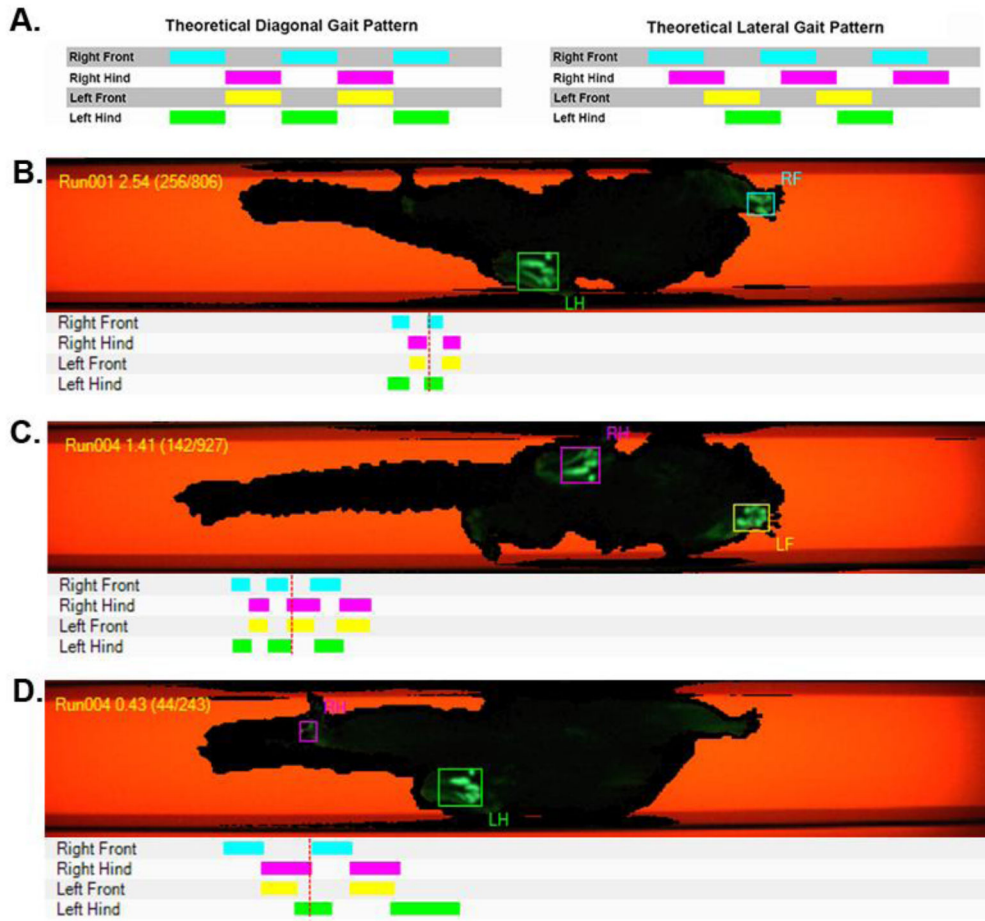 A.
Theoretical Diagonal Gait Pattern
Right Front
Right Hind
Left Front
Left Hind
Theoretical Lateral Gait Pattern
Right Front
Right Hind
Left Front
Left Hind
B.
Run001 2.54 (256/806)
RF
LH
Right Front
Right Hind
Left Front
Left Hind
C.
Run004 1.41 (142/927)
RH
LF
Right Front
Right Hind
Left Front
Left Hind
D.
Run004 0.43 (44/243)
RH
LH
Right Front
Right Hind
Left Front
Left Hind